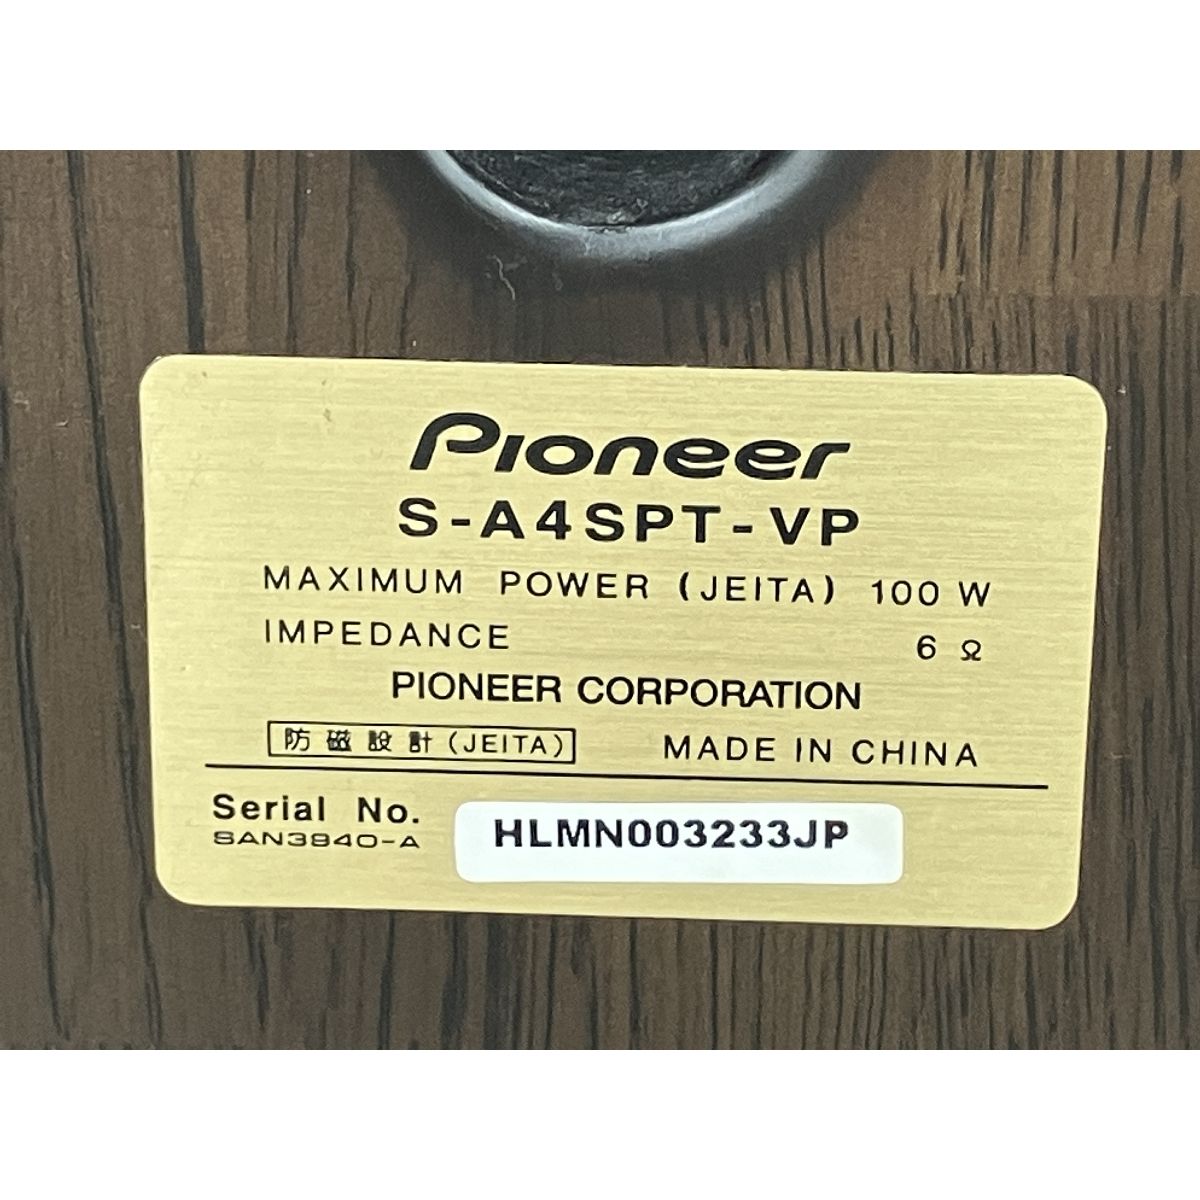 Pioneer
S-A4SPT-VP
MAXIMUM POWER (JEITA) 100 W
IMPEDANCE 6 Ω
PIONEER CORPORATION
防磁設計(JEITA) MADE IN CHINA
Serial No. HLMN003233JP
SAN3940-A